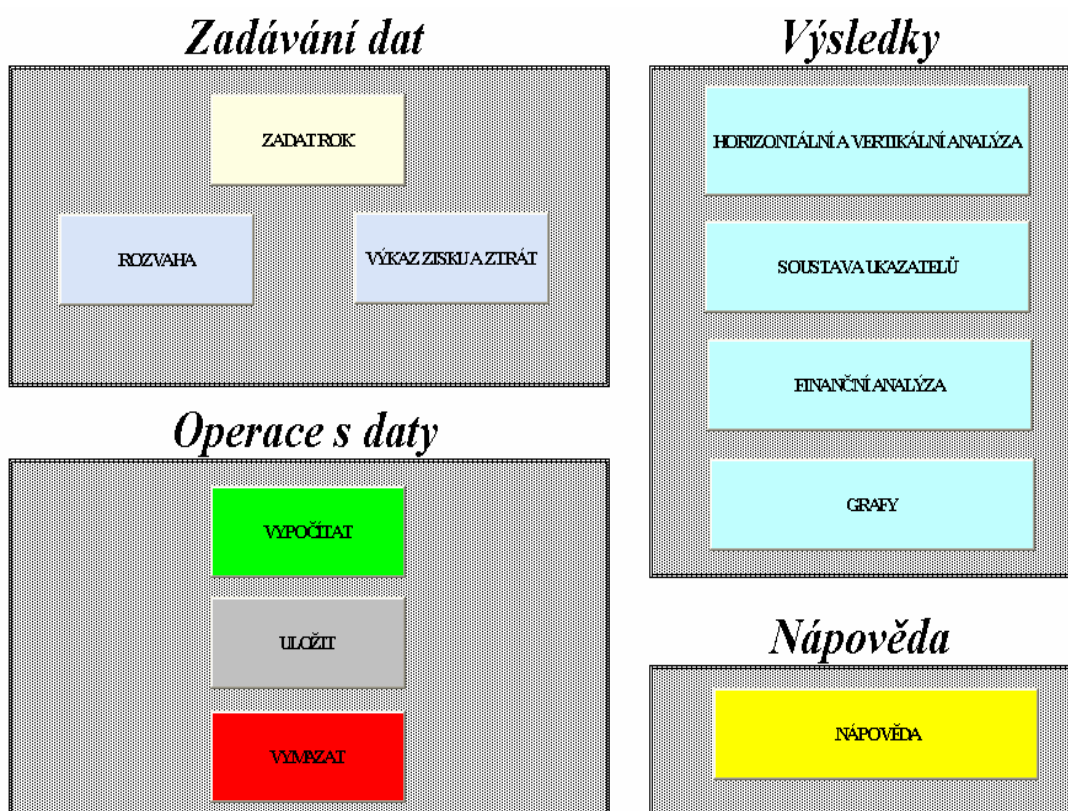 Zadávání dat
ZADAT ROK
ROZVAHA
VÝKAZ ZISKU A ZTRÁT
Operace s daty
VYPOČÍTAT
ULOŽIT
VYMAZAT
Výsledky
HORIZONTÁLNÍ A VERTIKÁLNÍ ANALÝZA
SOUSTAVA UKAZATELŮ
FINANČNÍ ANALÝZA
GRAFY
Nápověda
NÁPOVĚDA